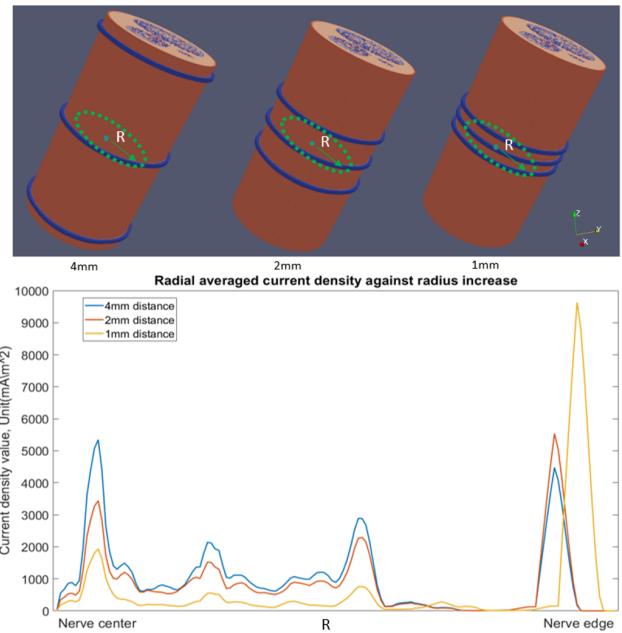 R
R
R
Z
Y
X
4mm 2mm 1mm
Radial averaged current density against radius increase
Current density value, Unit(mA\m^2)
10000
9000
8000
7000
6000
5000
4000
3000
2000
1000
0
4mm distance
2mm distance
1mm distance
Nerve center R Nerve edge